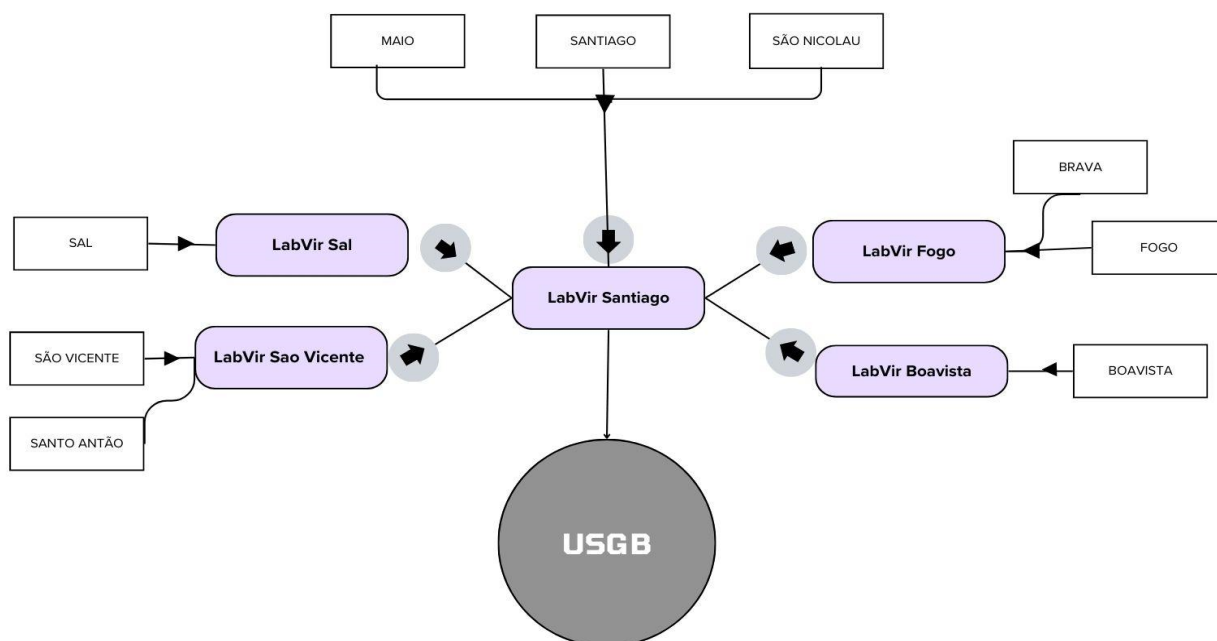 MAIO
SANTIAGO
SÃO NICOLAU
BRAVA
SAL
LabVir Sal
LabVir Fogo
FOGO
LabVir Santiago
SÃO VICENTE
LabVir Sao Vicente
LabVir Boavista
BOAVISTA
SANTO ANTÃO
USGB